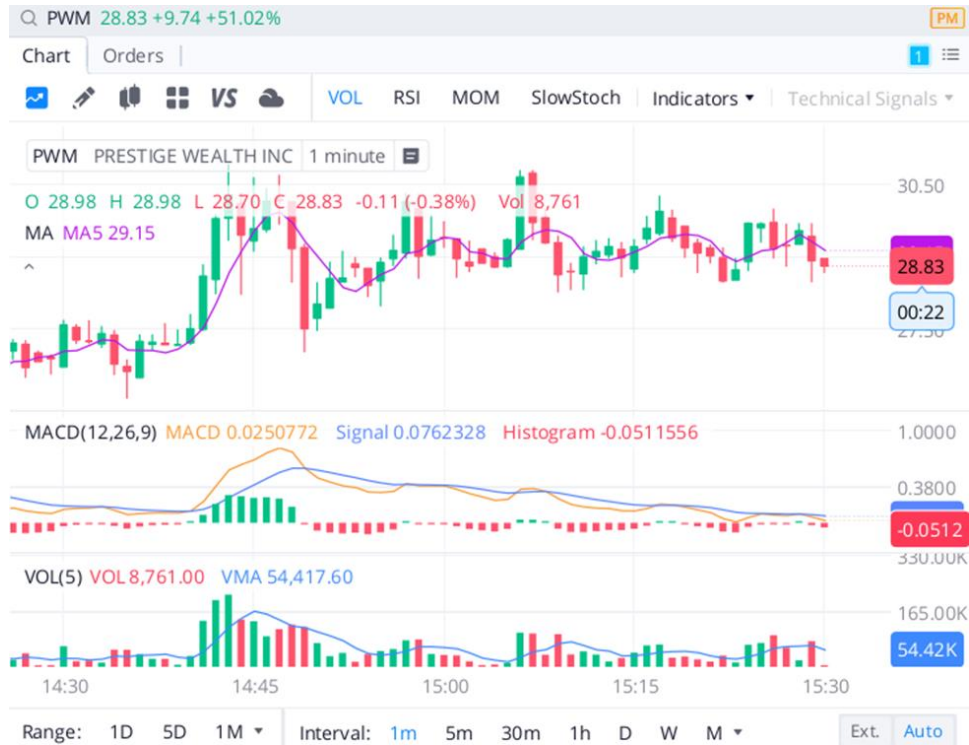 PWM 28.83 +9.74 +51.02% PM
Chart Orders 1
VS VOL RSI MOM SlowStoch Indicators Technical Signals
PWM PRESTIGE WEALTH INC 1 minute
30.50
O 28.98 H 28.98 L 28.70 C 28.83 -0.11 (-0.38%) Vol 8,761
MA MA5 29.15
28.83
00:22
27.50
MACD(12,26,9) MACD 0.0250772 Signal 0.0762328 Histogram -0.0511556 1.0000
0.3800
-0.0512
330.00K
VOL(5) VOL 8,761.00 VMA 54,417.60
165.00K
54.42K
14:30 14:45 15:00 15:15 15:30
Range: 1D 5D 1M Interval: 1m 5m 30m 1h D W M Ext. Auto